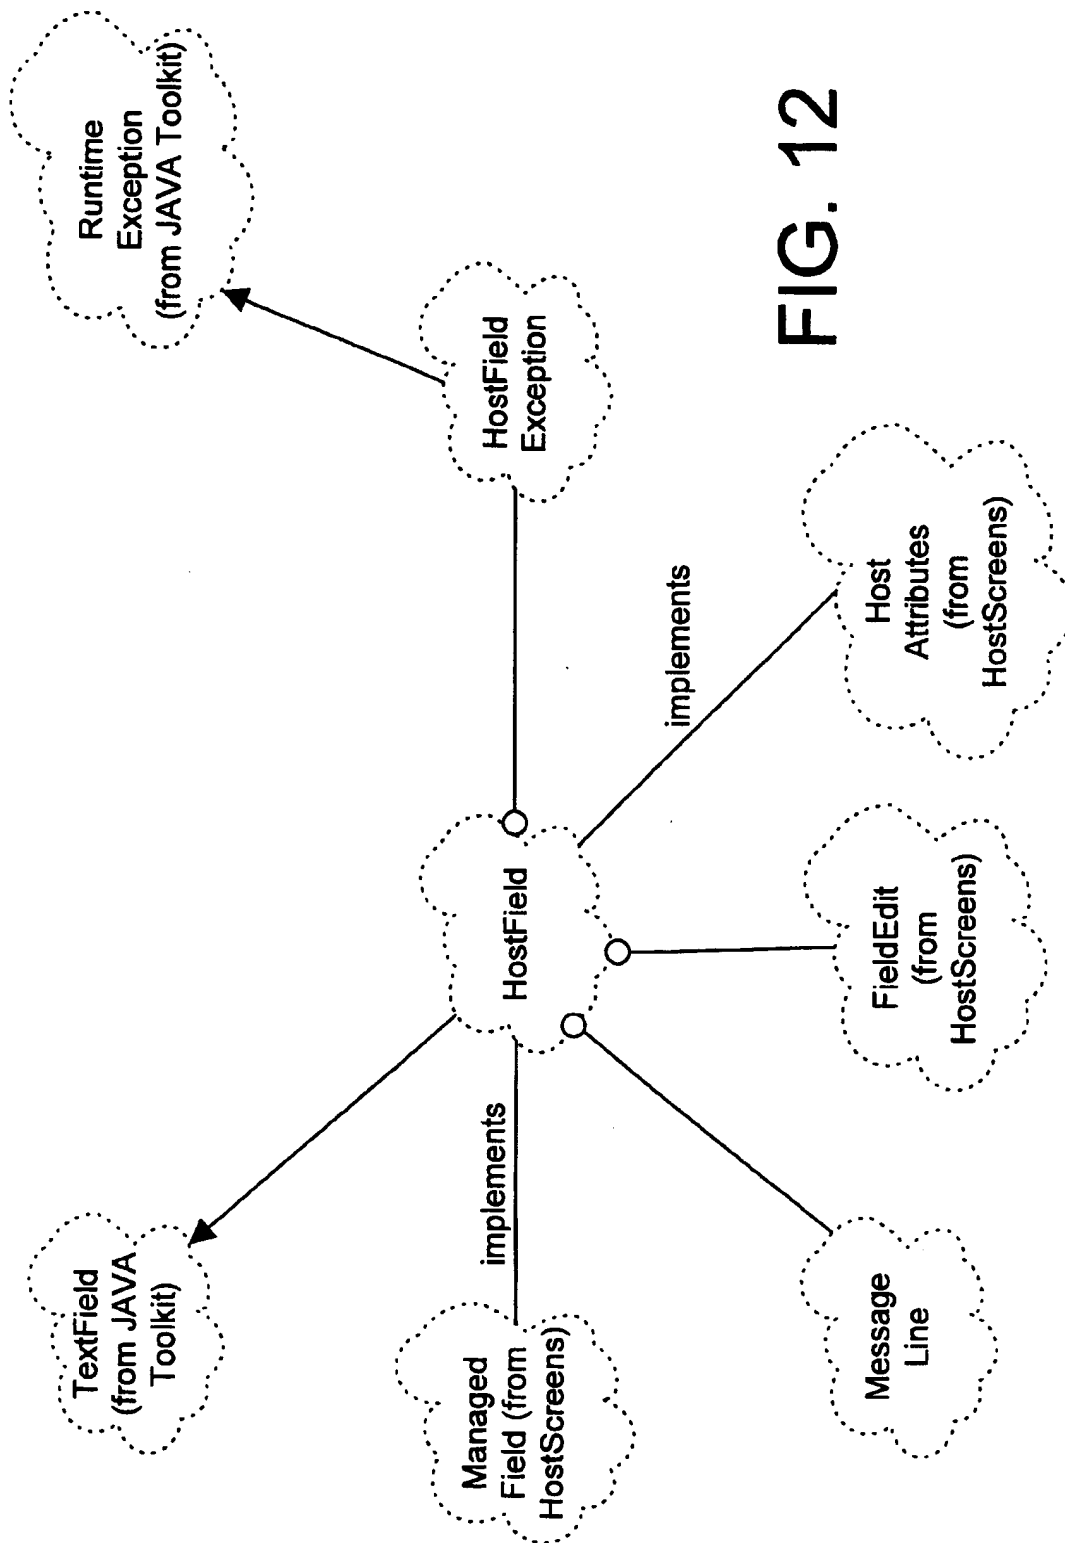 TextField
(from JAVA
Toolkit)
Runtime
Exception
(from JAVA Toolkit)
Managed
Field (from
HostScreens)
implements
HostField
HostField
Exception
implements
Message
Line
FieldEdit
(from
HostScreens)
Host
Attributes
(from
HostScreens)
FIG. 12